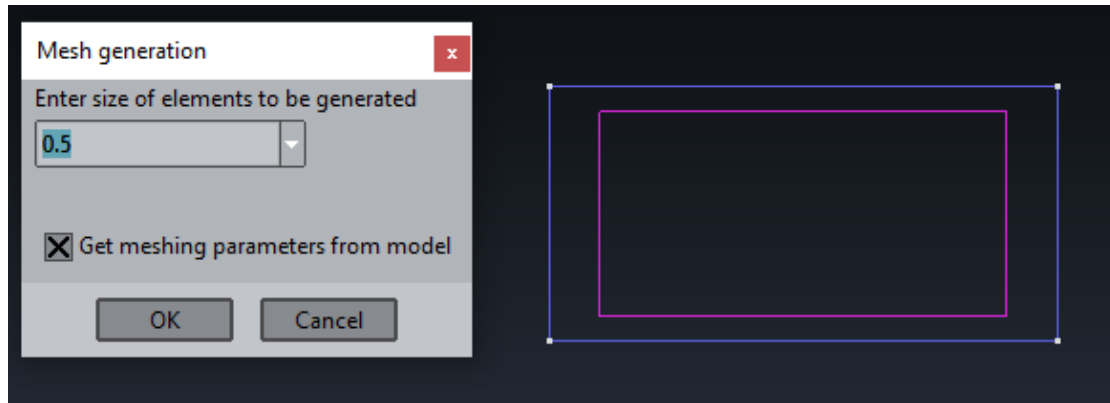 Mesh generation
x
Enter size of elements to be generated
0.5
Get meshing parameters from model
OK
Cancel